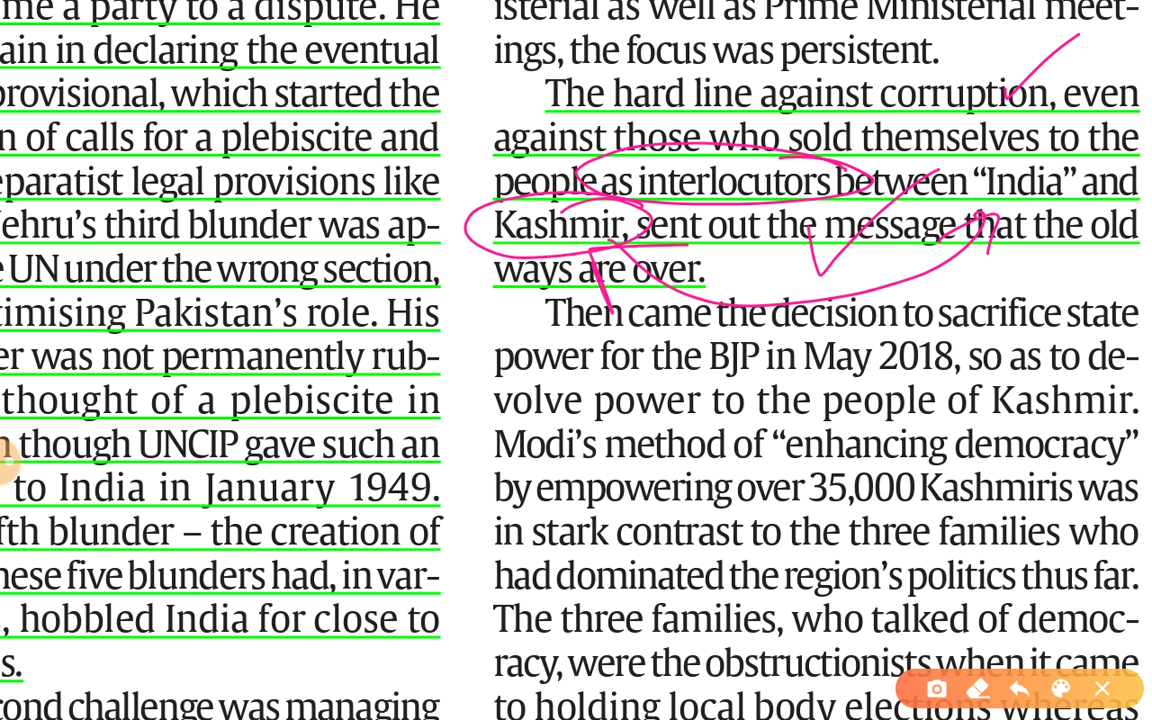 me a party to a dispute. He
ain in declaring the eventual
provisional, which started the
n of calls for a plebiscite and
eparatist legal provisions like
Nehru's third blunder was ap-
e UN under the wrong section,
timising Pakistan's role. His
er was not permanently rub-
thought of a plebiscite in
n though UNCIP gave such an
to India in January 1949.
fth blunder – the creation of
hese five blunders had, in var-
, hobbled India for close to
s.
cond challenge was managing
isterial as well as Prime Ministerial meet-
ings, the focus was persistent.
The hard line against corruption, even
against those who sold themselves to the
people as interlocutors between “India” and
Kashmir, sent out the message that the old
ways are over.
Then came the decision to sacrifice state
power for the BJP in May 2018, so as to de-
volve power to the people of Kashmir.
Modi's method of “enhancing democracy”
by empowering over 35,000 Kashmiris was
in stark contrast to the three families who
had dominated the region's politics thus far.
The three families, who talked of democ-
racy, were the obstructionists when it came
to holding local body elections whereas